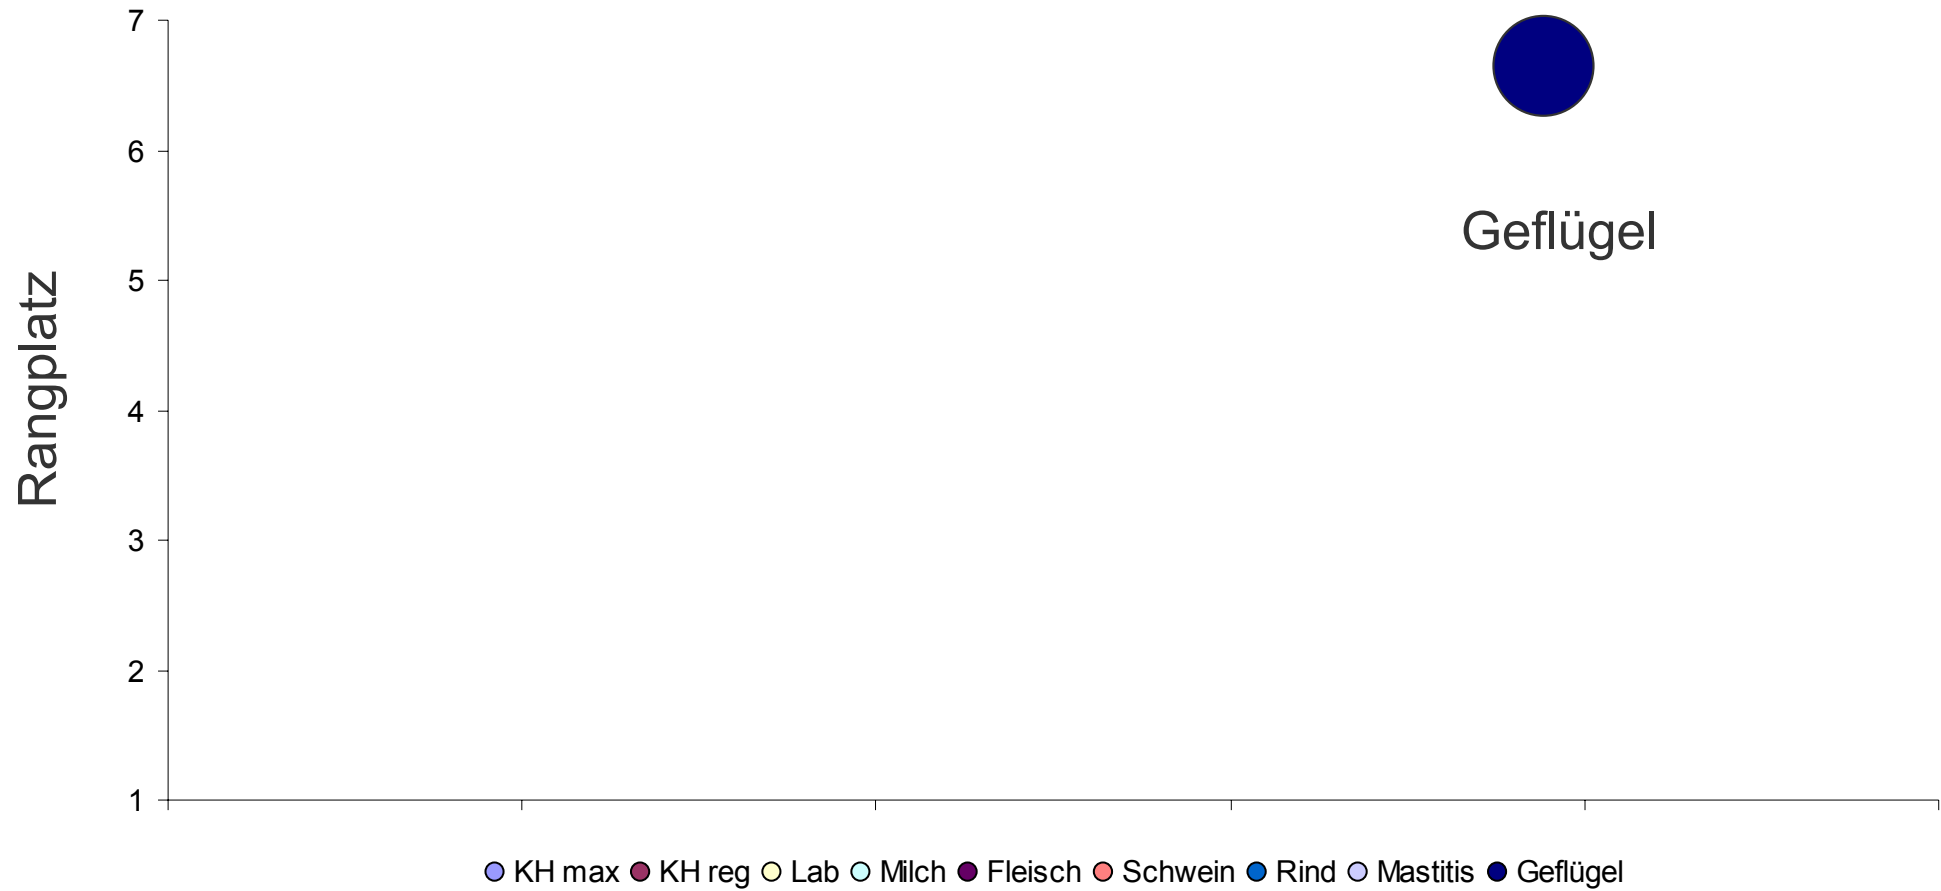 7
6
Geflügel
5
Rangplatz
4
3
2
1
KH max KH reg Lab Milch Fleisch Schwein Rind Mastitis Geflügel